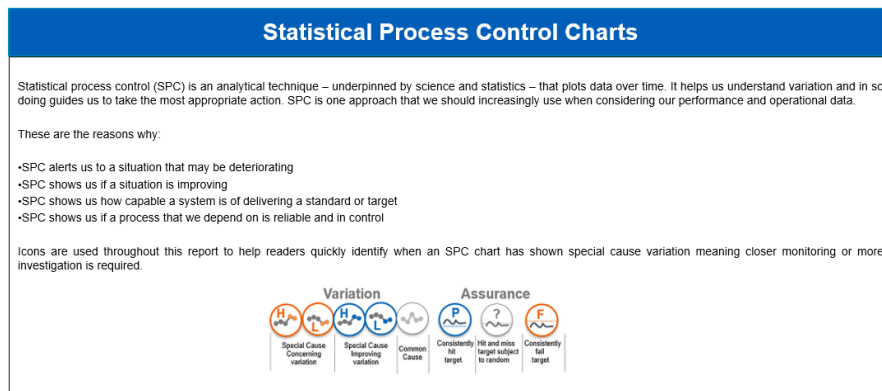 Statistical Process Control Charts
Statistical process control (SPC) is an analytical technique – underpinned by science and statistics – that plots data over time. It helps us understand variation and in so
doing guides us to take the most appropriate action. SPC is one approach that we should increasingly use when considering our performance and operational data.
These are the reasons why:
•SPC alerts us to a situation that may be deteriorating
•SPC shows us if a situation is improving
•SPC shows us how capable a system is of delivering a standard or target
•SPC shows us if a process that we depend on is reliable and in control
Icons are used throughout this report to help readers quickly identify when an SPC chart has shown special cause variation meaning closer monitoring or more
investigation is required.
Variation Assurance
H L H L P ? F
Special Cause Concerning variation
Special Cause Improving variation
Common Cause
Consistently hit target
Hit and miss target subject to random
Consistently fail target